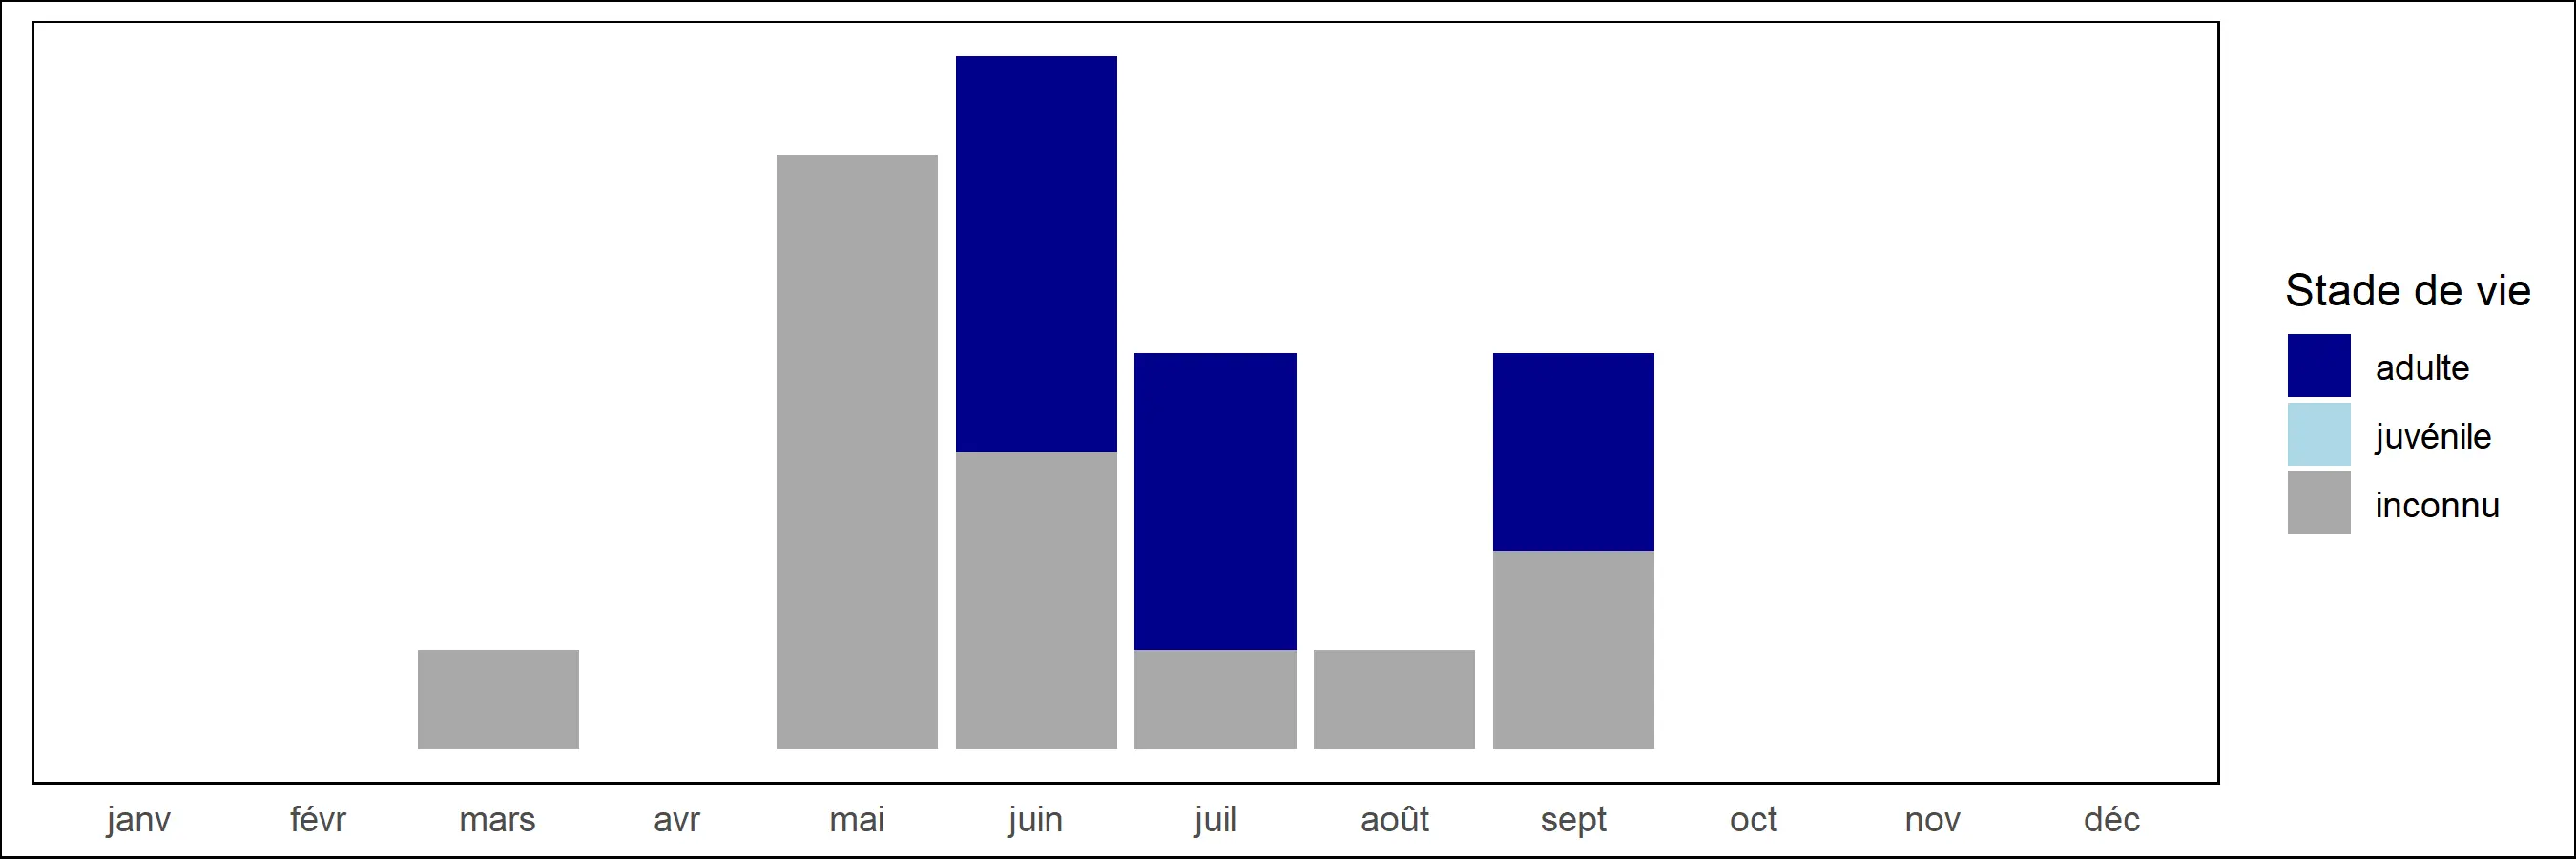 Stade de vie
adulte
juvénile
inconnu
janv févr mars avr mai juin juil août sept oct nov déc